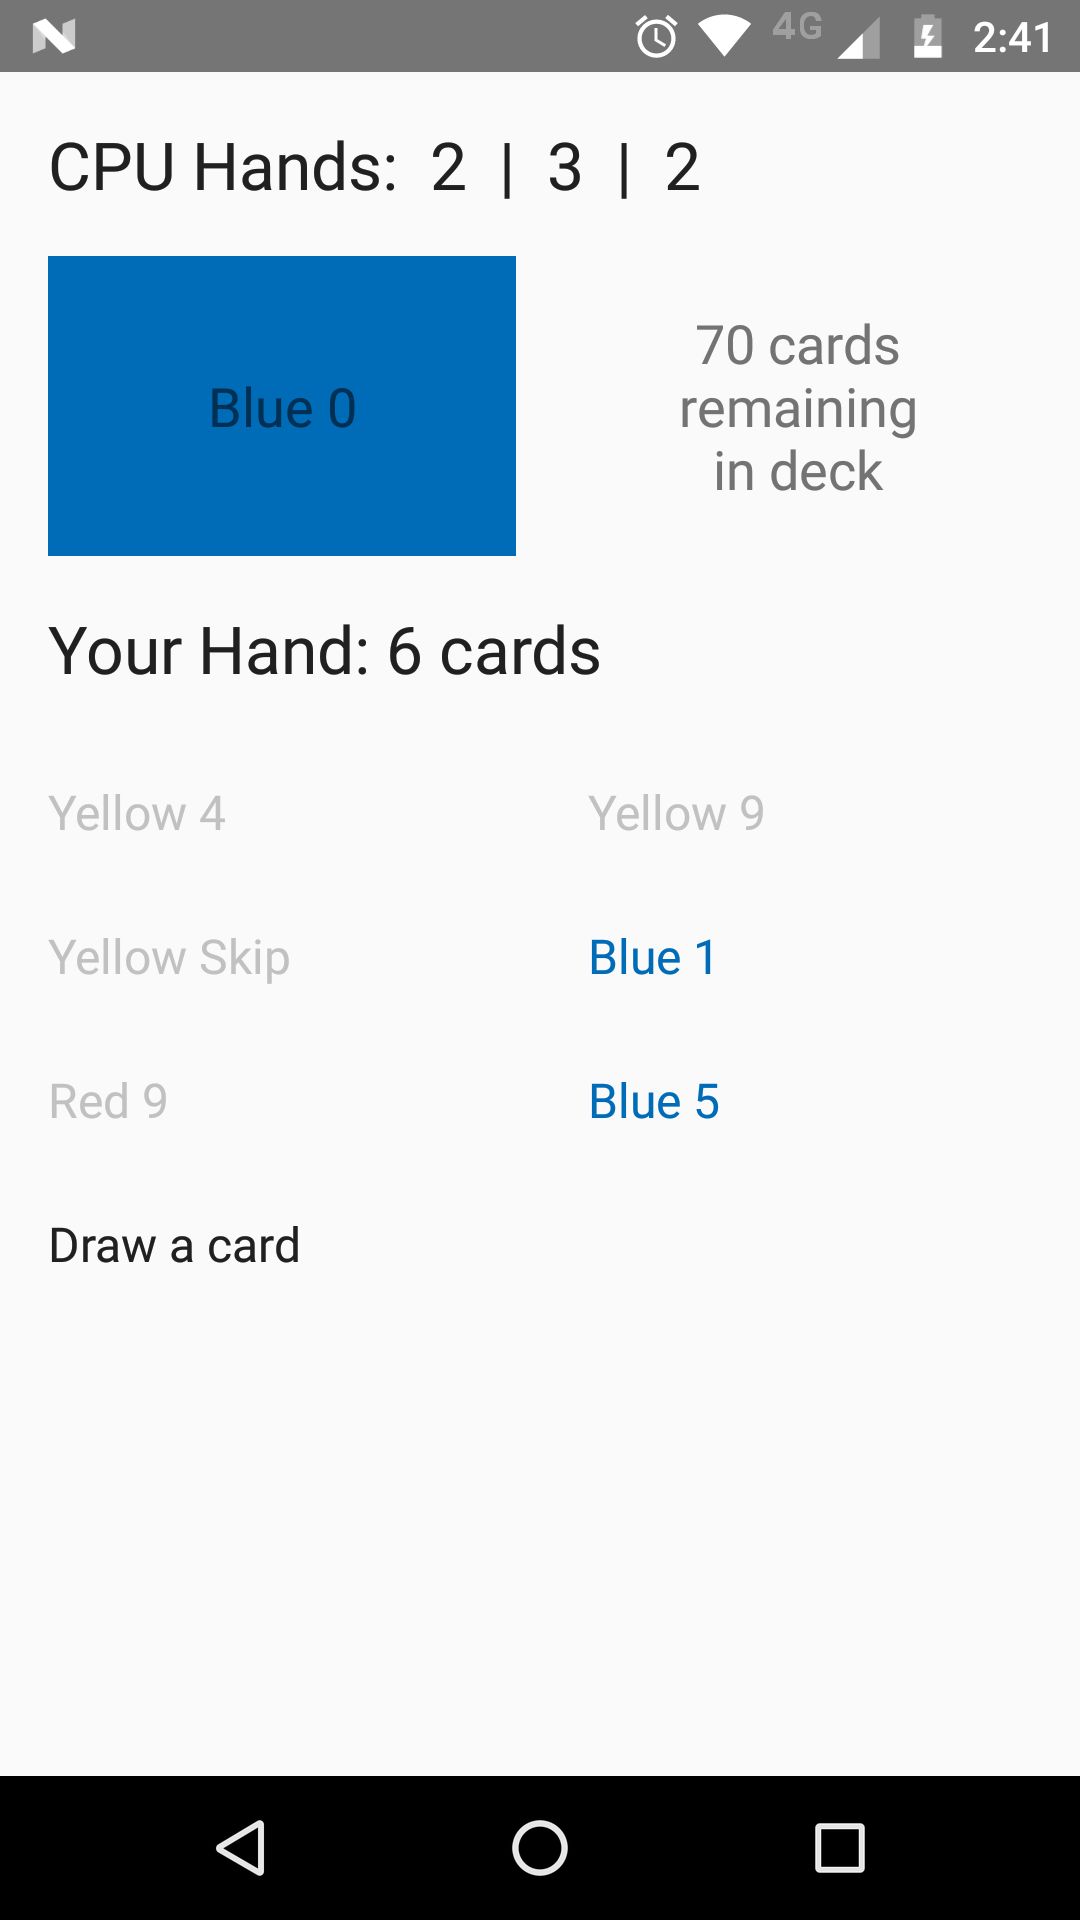 4G 2:41
CPU Hands: 2 | 3 | 2
Blue 0
70 cards
remaining
in deck
Your Hand: 6 cards
Yellow 4 Yellow 9
Yellow Skip Blue 1
Red 9 Blue 5
Draw a card